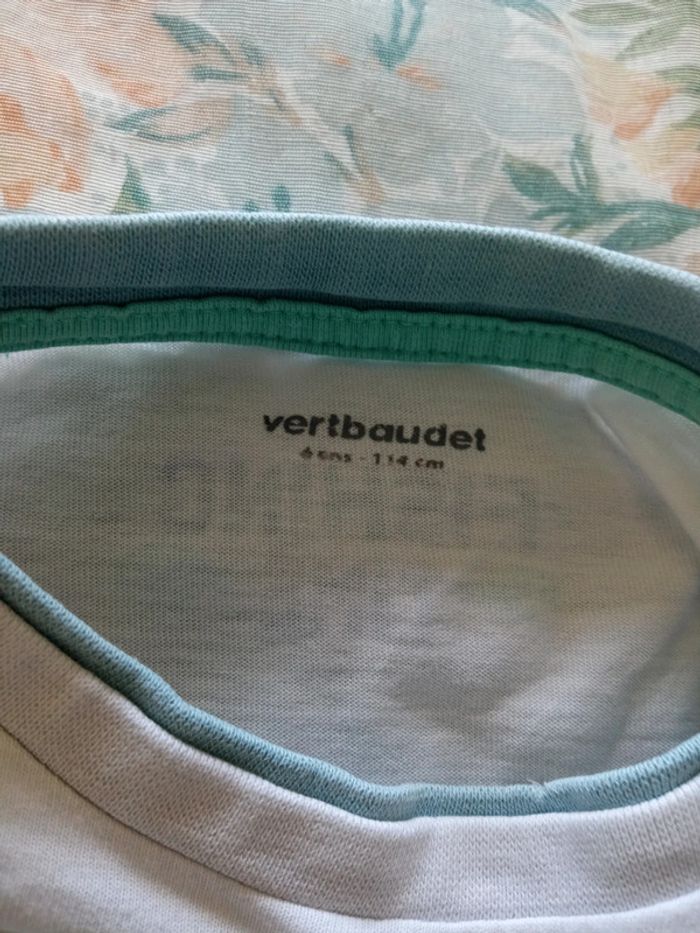 vertbaudet
6 ans - 114 cm